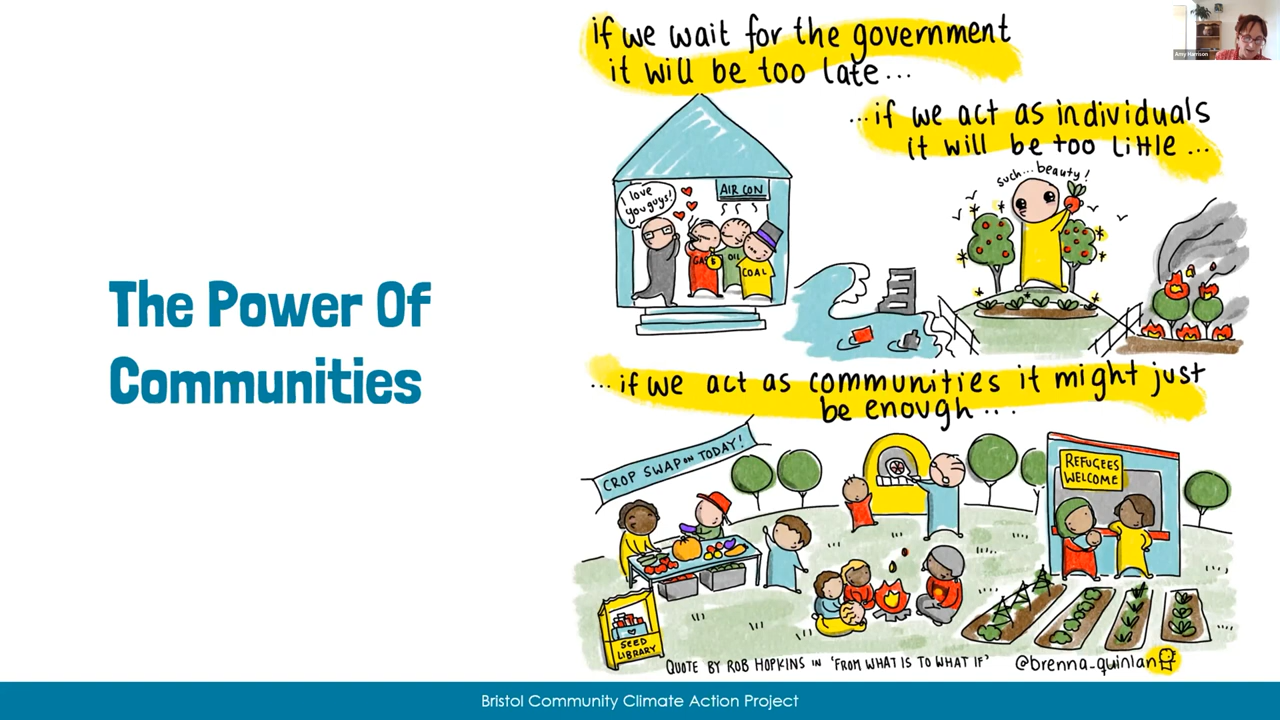 The Power Of
Communities
if we wait for the government
it will be too late...
...if we act as individuals
it will be too little...
I love
you guys!
AIR CON
GAS
$
OIL
COAL
such... beauty!
...if we act as communities it might just
be enough...
CROP SWAP ON TODAY!
REFUGEES
WELCOME
SEED
LIBRARY
QUOTE BY ROB HOPKINS IN 'FROM WHAT IS TO WHAT IF'
@brenna_quinlan
Bristol Community Climate Action Project
Amy Harrison